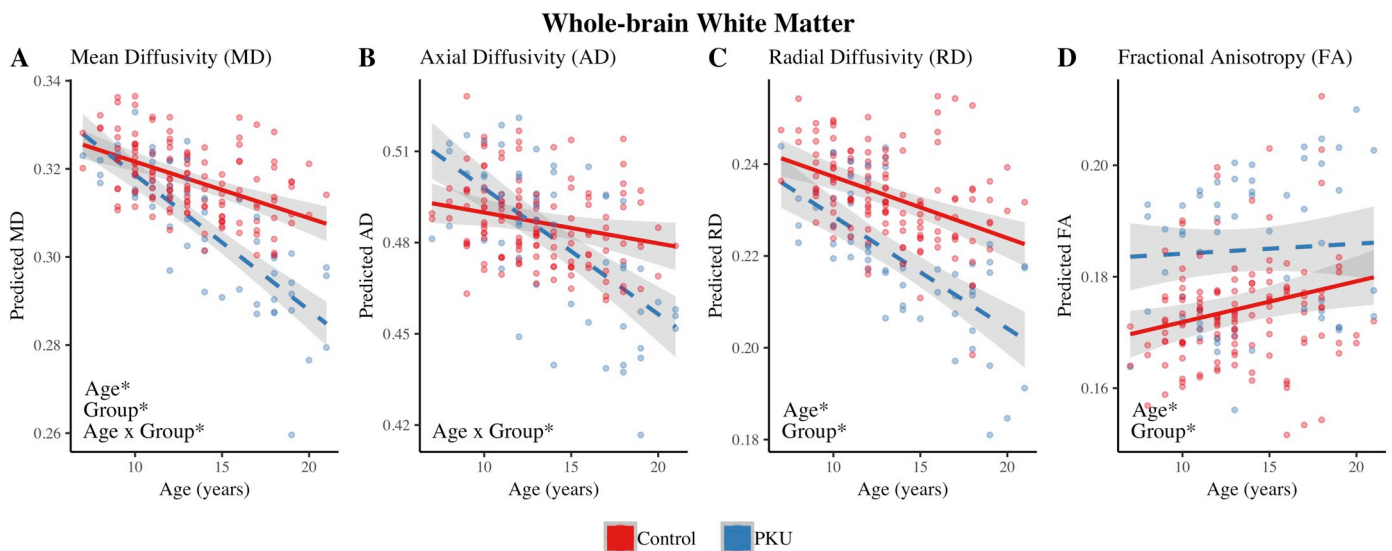 Whole-brain White Matter
A Mean Diffusivity (MD)
Predicted MD
0.34
0.32
0.30
0.28
0.26
Age*
Group*
Age x Group*
10 15 20
Age (years)
B Axial Diffusivity (AD)
Predicted AD
0.51
0.48
0.45
0.42
Age x Group*
10 15 20
Age (years)
C Radial Diffusivity (RD)
Predicted RD
0.24
0.22
0.20
0.18
Age*
Group*
10 15 20
Age (years)
D Fractional Anisotropy (FA)
Predicted FA
0.20
0.18
0.16
Age*
Group*
10 15 20
Age (years)
Control PKU